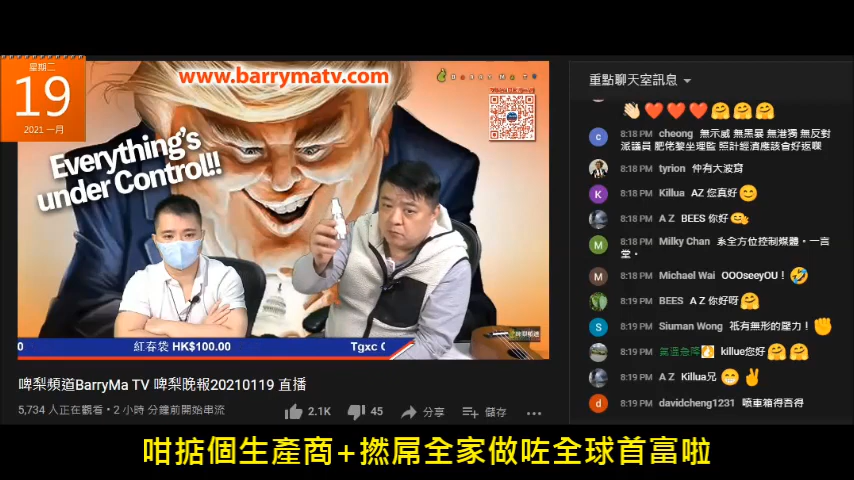 星期二
19
2021 一月
www.barrymatv.com
Everything's
under Control!!
0
紅春袋 HK$100.00
Tgxc C
啤梨頻道BarryMa TV 啤梨晚報20210119 直播
5,734 人正在觀看 • 2 小時 分鐘前開始串流
2.1K
45
分享
儲存
重點聊天室訊息
8:18 PM cheong 無示威 無黑暴 無港獨 無反對
派議員 肥佬黎坐埋監 照計經濟應該會好返㗎
8:18 PM tyrion 仲有大波窿
8:18 PM Killua AZ 您真好😊
8:18 PM A Z BEES 你好
8:18 PM Milky Chan 系全方位控制媒體。一言
堂。
8:18 PM Michael Wai OOOseeyOU！🤣
8:19 PM BEES A Z 你好呀🤗
8:19 PM Siuman Wong 衹有無形的壓力！✊
8:19 PM killue您好🤗🤗
8:19 PM A Z Killua兄😁✌
8:19 PM davidcheng1231 噴車箱得吾得
咁掂個生產商+撚屌全家做咗全球首富啦